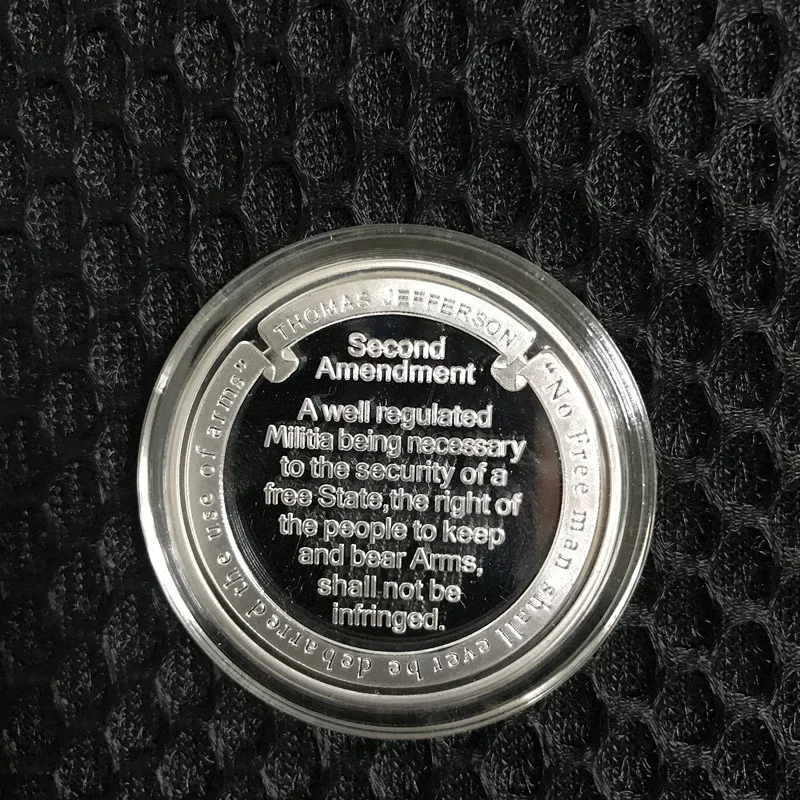 THOMAS JEFFERSON
Second
Amendment
A well regulated
Militia being necessary
to the security of a
free State,the right of
the people to keep
and bear Arms,
shall not be
infringed.
"No Free man shall ever be debarred the use of arms"